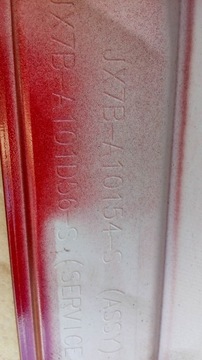 JX7B-A10154-S (ASSY)
JX7B-A101D56-S (SERVICE